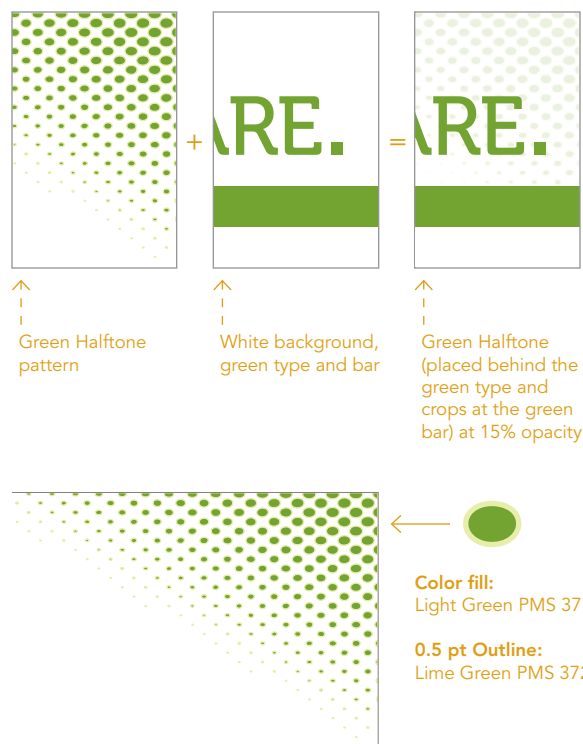 ARE.
+
ARE.
=
ARE.
Green Halftone
pattern
White background,
green type and bar
Green Halftone
(placed behind the
green type and
crops at the green
bar) at 15% opacity
Color fill:
Light Green PMS 37
0.5 pt Outline:
Lime Green PMS 372